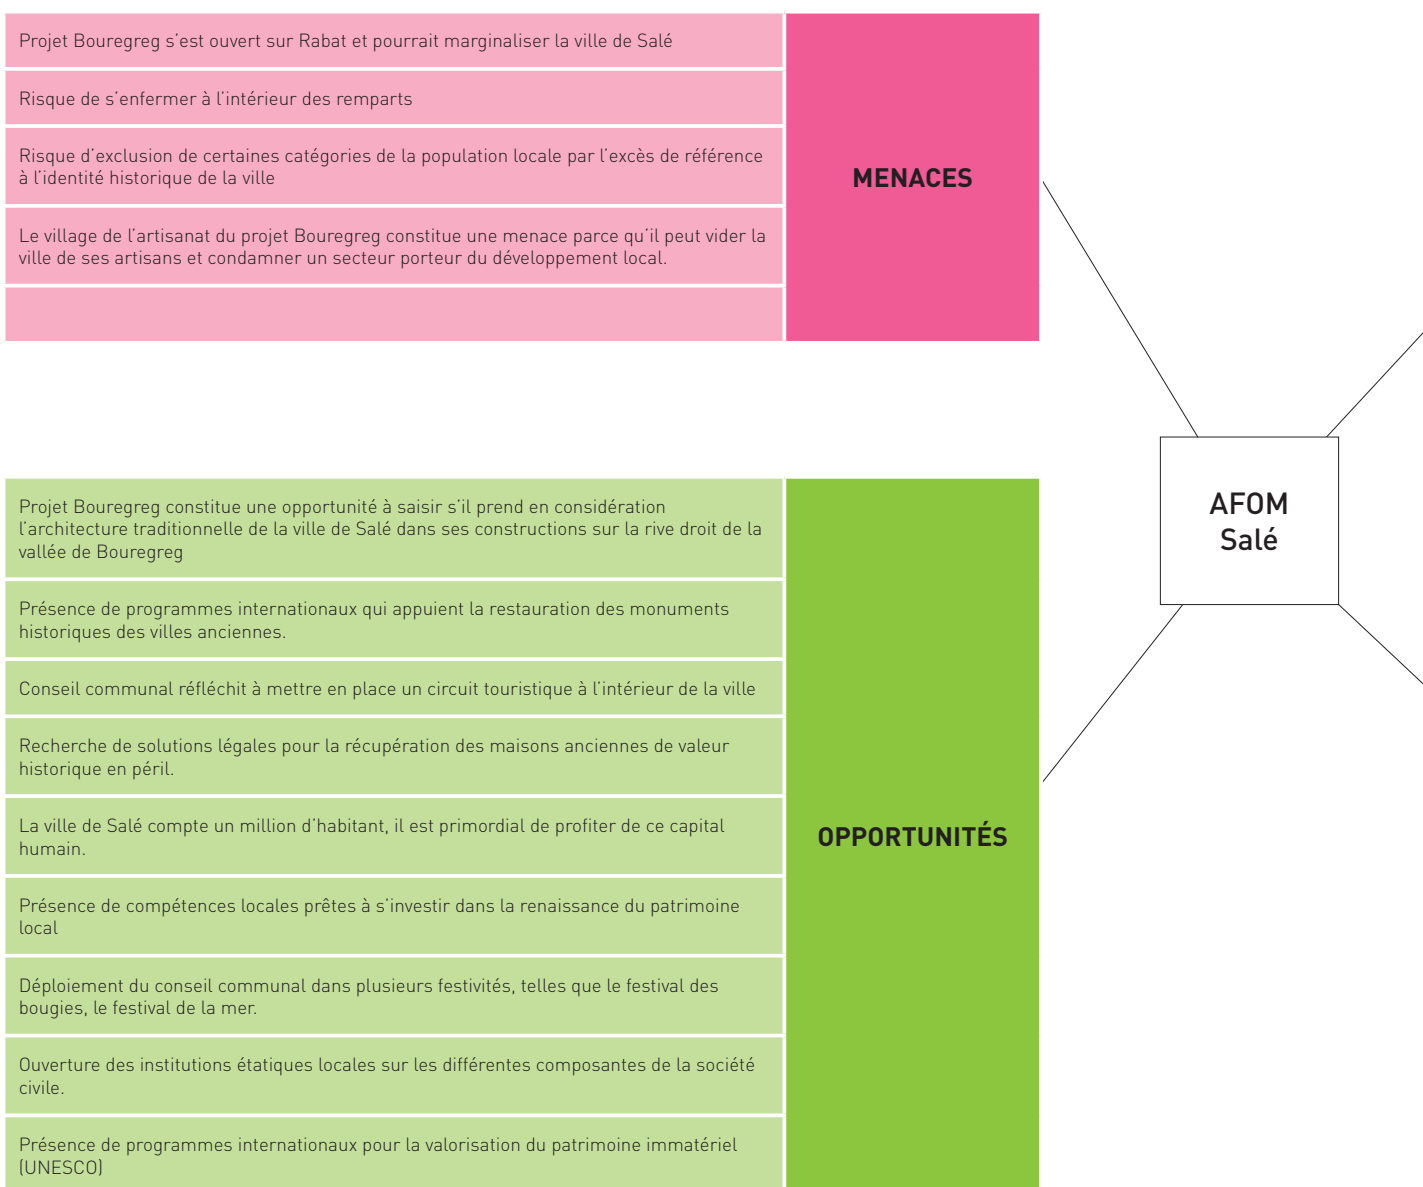 Projet Bouregreg s’est ouvert sur Rabat et pourrait marginaliser la ville de Salé
Risque de s’enfermer à l’intérieur des remparts
Risque d’exclusion de certaines catégories de la population locale par l’excès de référence
à l’identité historique de la ville
Le village de l’artisanat du projet Bouregreg constitue une menace parce qu’il peut vider la
ville de ses artisans et condamner un secteur porteur du développement local.
MENACES
AFOM
Salé
Projet Bouregreg constitue une opportunité à saisir s’il prend en considération
l’architecture traditionnelle de la ville de Salé dans ses constructions sur la rive droit de la
vallée de Bouregreg
Présence de programmes internationaux qui appuient la restauration des monuments
historiques des villes anciennes.
Conseil communal réfléchit à mettre en place un circuit touristique à l’intérieur de la ville
Recherche de solutions légales pour la récupération des maisons anciennes de valeur
historique en péril.
La ville de Salé compte un million d’habitant, il est primordial de profiter de ce capital
humain.
Présence de compétences locales prêtes à s’investir dans la renaissance du patrimoine
local
Déploiement du conseil communal dans plusieurs festivités, telles que le festival des
bougies, le festival de la mer.
Ouverture des institutions étatiques locales sur les différentes composantes de la société
civile.
Présence de programmes internationaux pour la valorisation du patrimoine immatériel
(UNESCO)
OPPORTUNITÉS